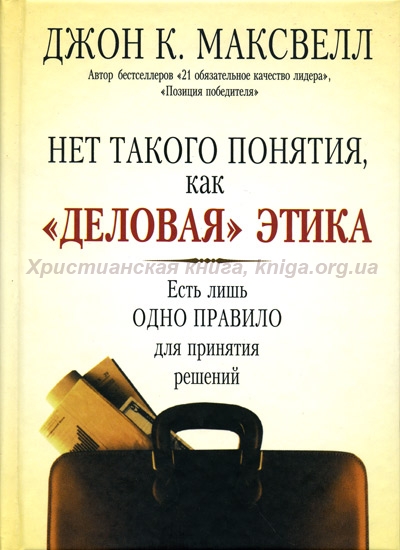 ДЖОН К. МАКСВЕЛЛ
Автор бестселлеров «21 обязательное качество лидера»,
«Позиция победителя»
НЕТ ТАКОГО ПОНЯТИЯ,
как
«ДЕЛОВАЯ» ЭТИКА
Христианская книга, kniga.org.ua
Есть лишь
ОДНО ПРАВИЛО
для принятия
решений